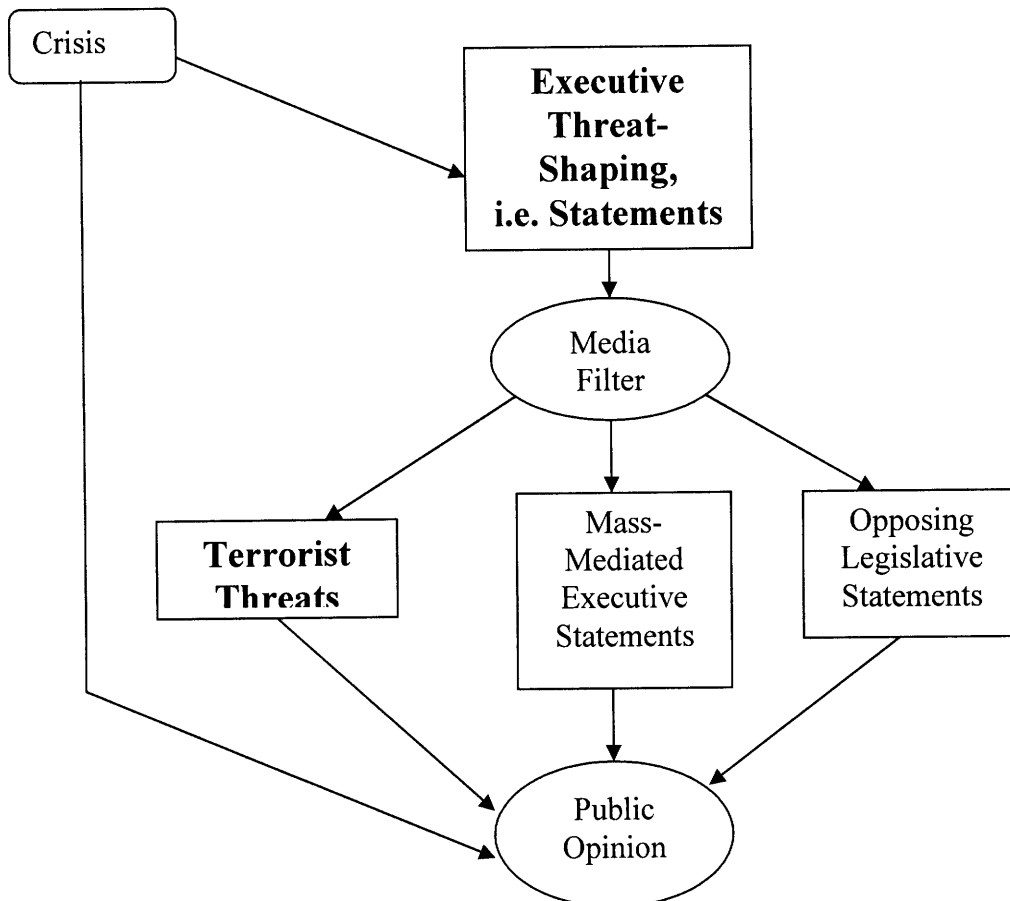 Crisis
Executive
Threat-
Shaping,
i.e. Statements
Media
Filter
Terrorist
Threats
Mass-
Mediated
Executive
Statements
Opposing
Legislative
Statements
Public
Opinion